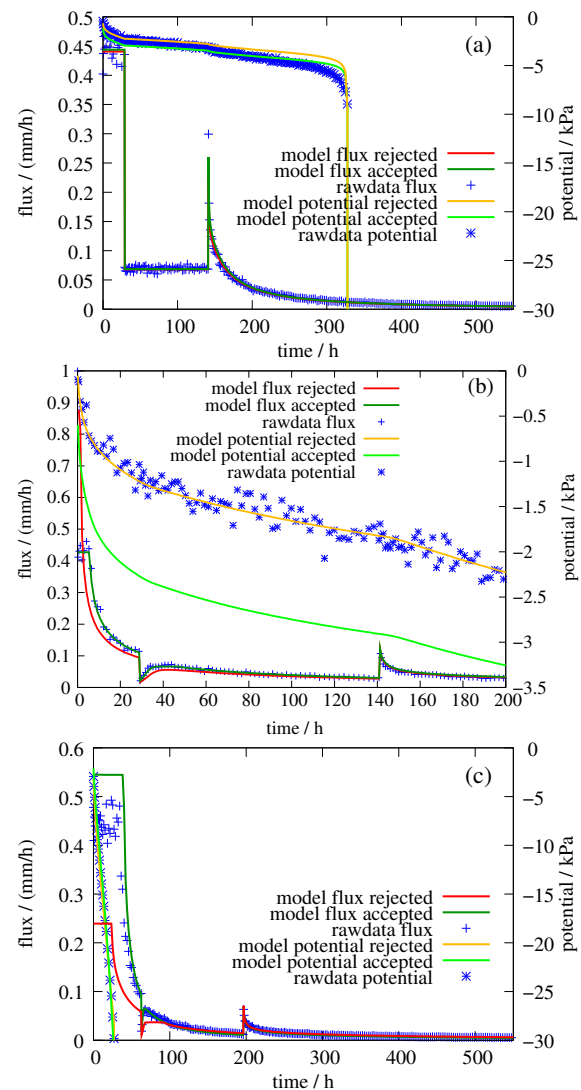 (a)
0.5
0.45
0.4
0.35
0.3
0.25
0.2
0.15
0.1
0.05
0
flux / (mm/h)
0
−5
−10
−15
−20
−25
−30
potential / kPa
model flux rejected
model flux accepted
rawdata flux
model potential rejected
model potential accepted
rawdata potential
0 100 200 300 400 500
time / h
(b)
1
0.9
0.8
0.7
0.6
0.5
0.4
0.3
0.2
0.1
0
flux / (mm/h)
0
−0.5
−1
−1.5
−2
−2.5
−3
−3.5
potential / kPa
model flux rejected
model flux accepted
rawdata flux
model potential rejected
model potential accepted
rawdata potential
0 20 40 60 80 100 120 140 160 180 200
time / h
(c)
0.6
0.5
0.4
0.3
0.2
0.1
0
flux / (mm/h)
0
−5
−10
−15
−20
−25
−30
potential / kPa
model flux rejected
model flux accepted
rawdata flux
model potential rejected
model potential accepted
rawdata potential
0 100 200 300 400 500
time / h